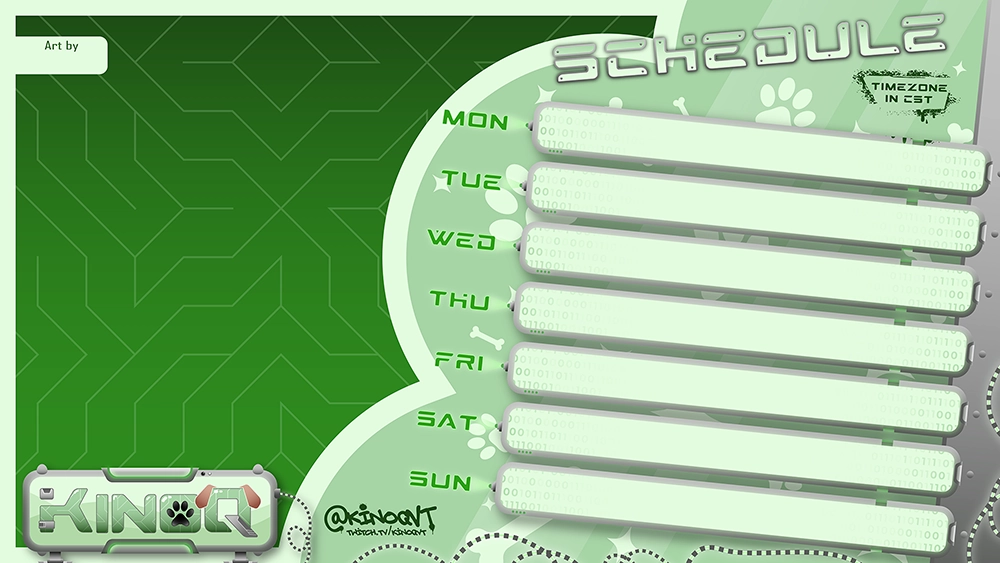 Art by
SCHEDULE
TIMEZONE
IN CST
MON
TUE
WED
THU
FRI
SAT
SUN
KINOQ
@KINOQVT
TWITCH.TV/KINOQVT